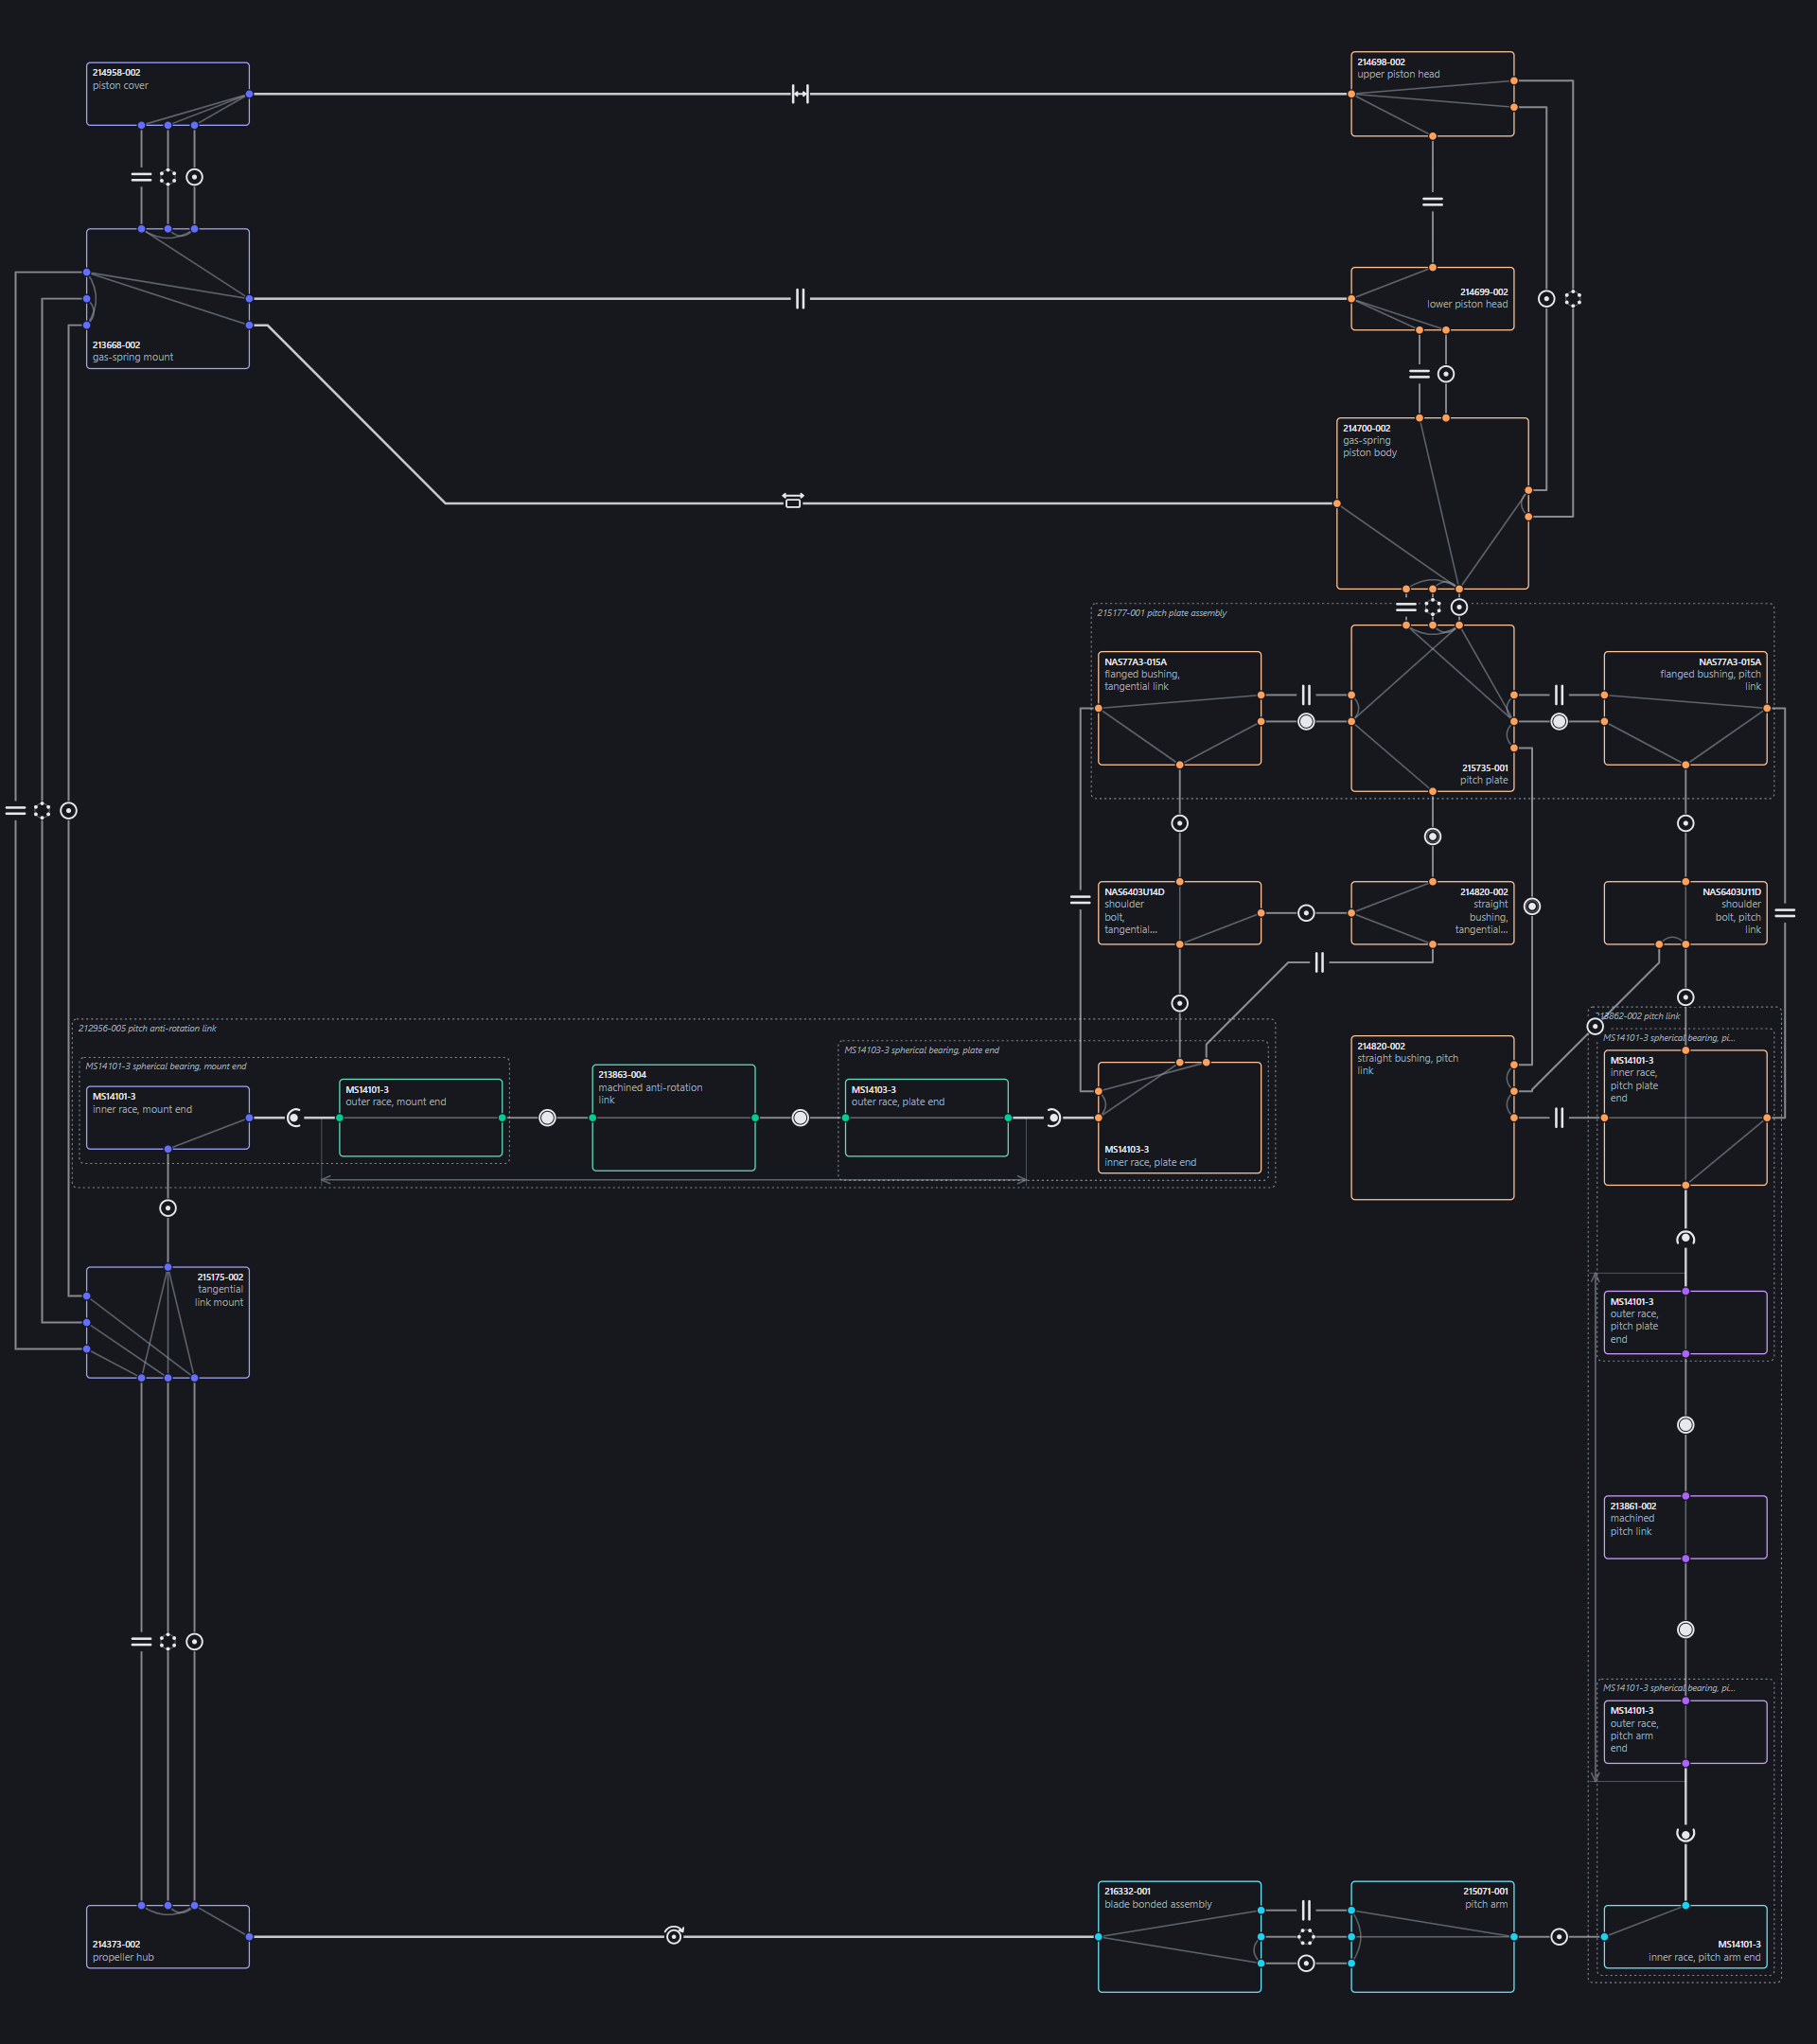 214958-002
piston cover
214698-002
upper piston head
213668-002
gas-spring mount
214699-002
lower piston head
214700-002
gas-spring
piston body
215177-001 pitch plate assembly
NAS77A3-015A
flanged bushing,
tangential link
215735-001
pitch plate
NAS77A3-015A
flanged bushing, pitch
link
NAS6403U14D
shoulder
bolt,
tangential...
214820-002
straight
bushing,
tangential...
NAS6403U11D
shoulder
bolt, pitch
link
212956-005 pitch anti-rotation link
MS14101-3 spherical bearing, mount end
MS14101-3
inner race, mount end
MS14101-3
outer race, mount end
213863-004
machined anti-rotation
link
MS14103-3 spherical bearing, plate end
MS14103-3
outer race, plate end
MS14103-3
inner race, plate end
214820-002
straight bushing, pitch
link
213862-002 pitch link
MS14101-3 spherical bearing, pi...
MS14101-3
inner race,
pitch plate
end
215175-002
tangential
link mount
MS14101-3
outer race,
pitch plate
end
213861-002
machined
pitch link
MS14101-3 spherical bearing, pi...
MS14101-3
outer race,
pitch arm
end
214373-002
propeller hub
216332-001
blade bonded assembly
215071-001
pitch arm
MS14101-3
inner race, pitch arm end